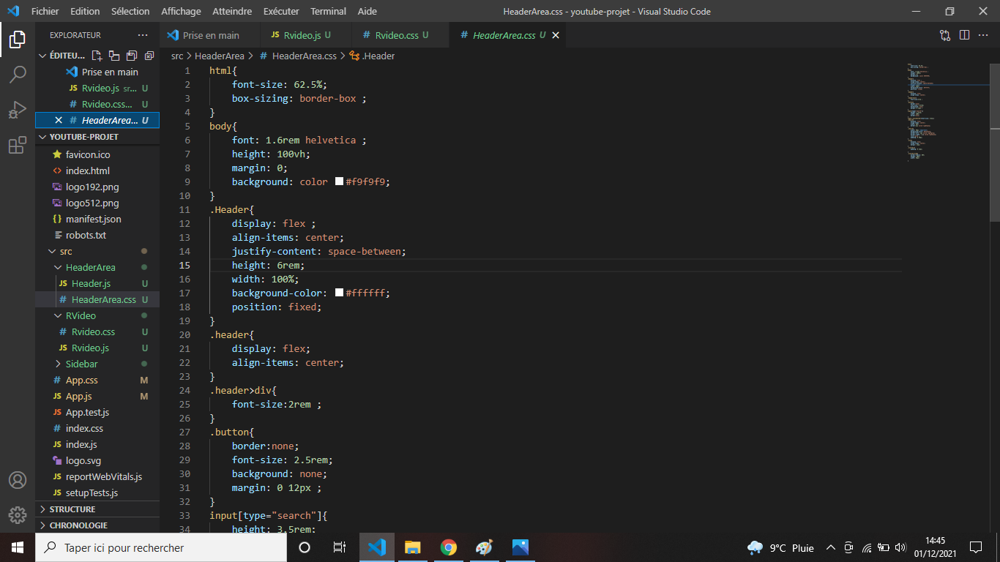 Fichier Edition Sélection Affichage Atteindre Exécuter Terminal Aide HeaderArea.css - youtube-projet - Visual Studio Code
EXPLORATEUR ···
Prise en main JS Rvideo.js U # Rvideo.css U # HeaderArea.css U
ÉDITEU...
Prise en main
JS Rvideo.js sr... U
# Rvideo.css... U
# HeaderArea... U
YOUTUBE-PROJET
favicon.ico
<> index.html
logo192.png
logo512.png
{} manifest.json
robots.txt
src
HeaderArea
JS Header.js U
# HeaderArea.css U
RVideo
# Rvideo.css U
JS Rvideo.js U
Sidebar
# App.css M
JS App.js M
JS App.test.js
# index.css
JS index.js
logo.svg
JS reportWebVitals.js
JS setupTests.js
STRUCTURE
CHRONOLOGIE
src > HeaderArea > # HeaderArea.css > .Header
1 html{
2 font-size: 62.5%;
3 box-sizing: border-box ;
4 }
5 body{
6 font: 1.6rem helvetica ;
7 height: 100vh;
8 margin: 0;
9 background: color #f9f9f9;
10 }
11 .Header{
12 display: flex ;
13 align-items: center;
14 justify-content: space-between;
15 height: 6rem;
16 width: 100%;
17 background-color: #ffffff;
18 position: fixed;
19 }
20 .header{
21 display: flex;
22 align-items: center;
23 }
24 .header>div{
25 font-size:2rem ;
26 }
27 .button{
28 border:none;
29 font-size: 2.5rem;
30 background: none;
31 margin: 0 12px ;
32 }
33 input[type="search"]{
34 height: 3.5rem;
Taper ici pour rechercher
9°C Pluie
14:45
01/12/2021